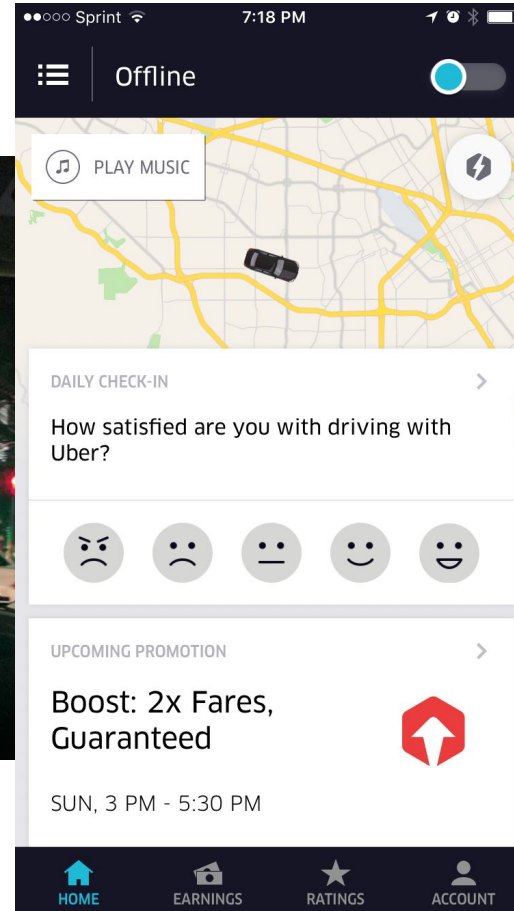 Sprint 7:18 PM
Offline
PLAY MUSIC
DAILY CHECK-IN
How satisfied are you with driving with
Uber?
UPCOMING PROMOTION
Boost: 2x Fares,
Guaranteed
SUN, 3 PM - 5:30 PM
HOME EARNINGS RATINGS ACCOUNT